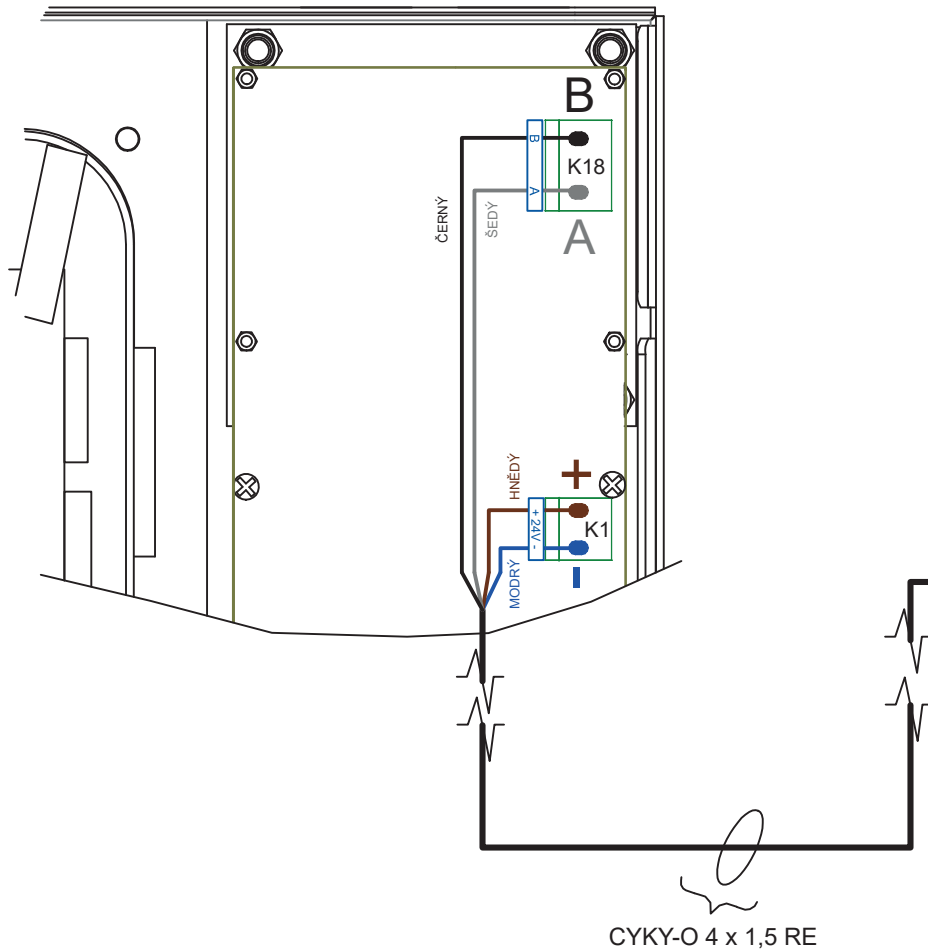 B
B
K18
A
A
ČERNÝ
ŠEDÝ
HNĚDÝ
+
+ 24V -
K1
-
MODRÝ
CYKY-O 4 x 1,5 RE